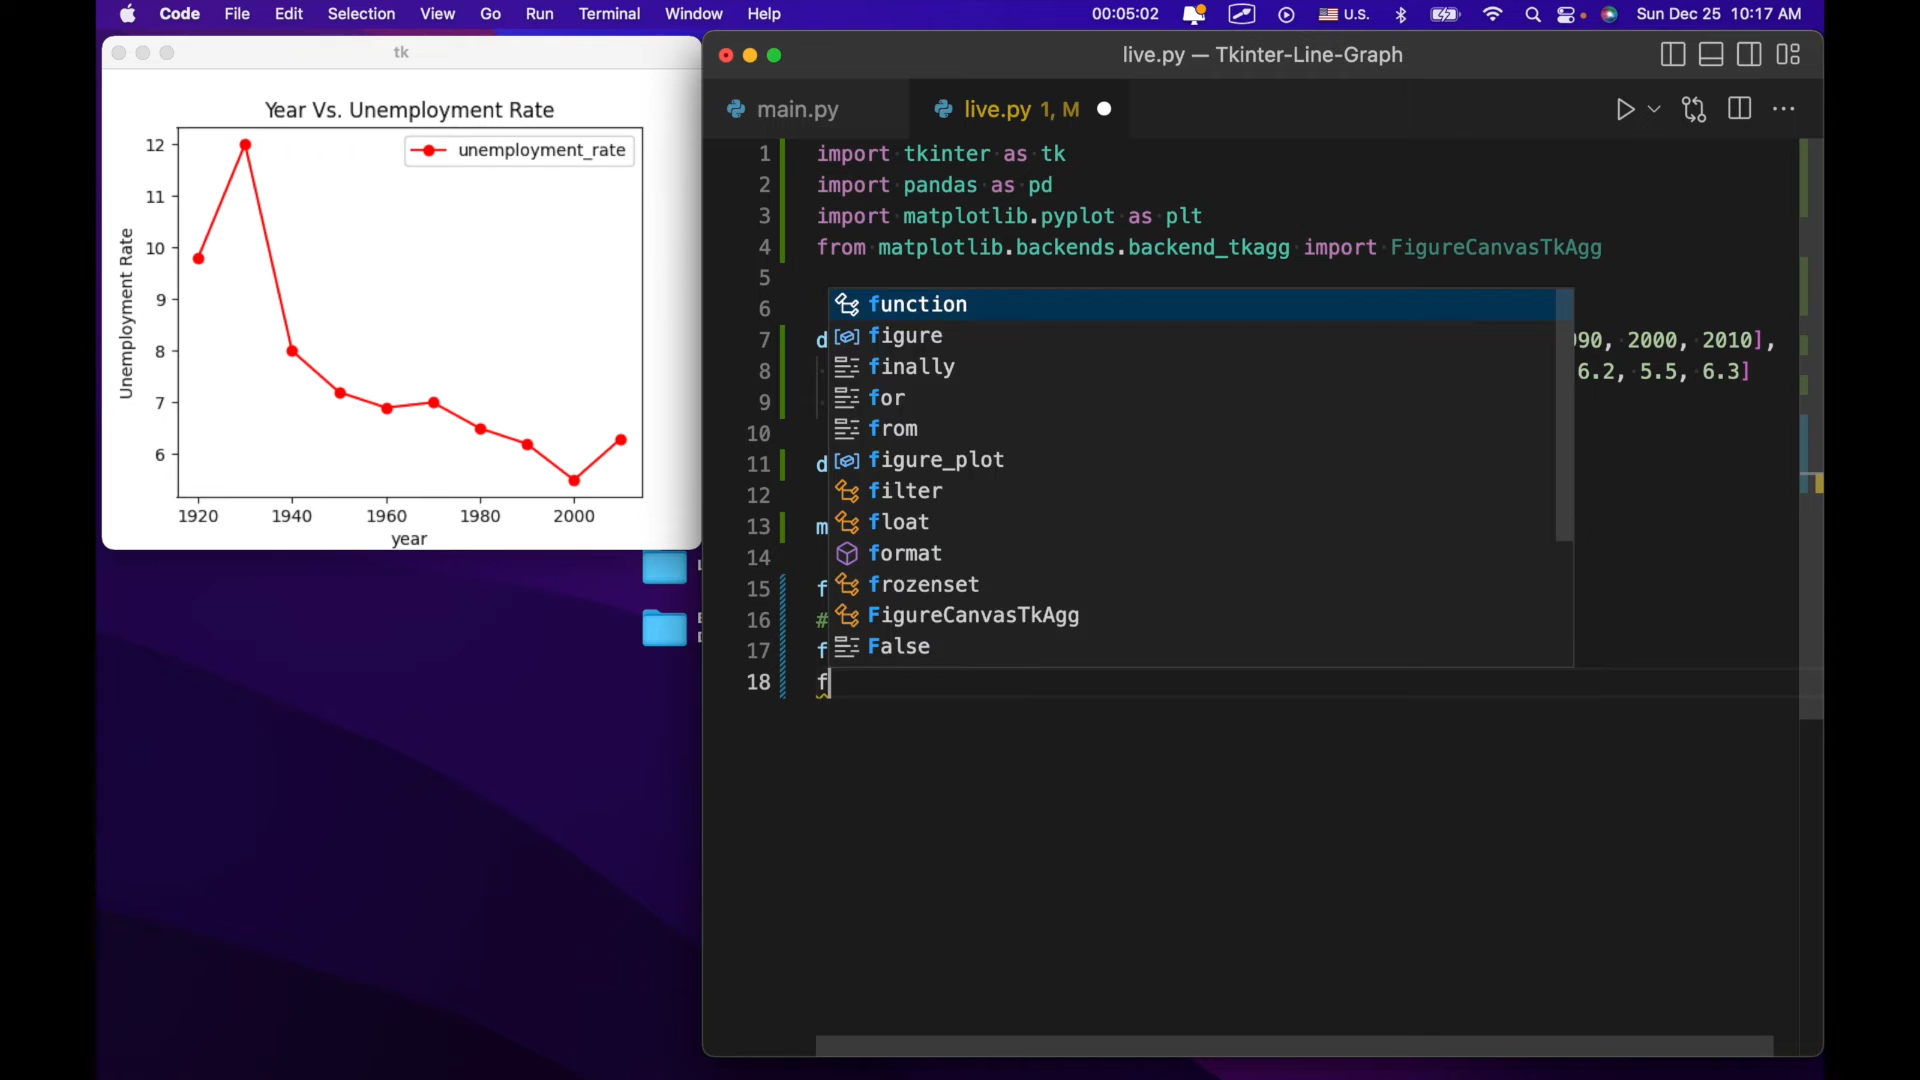 Code File Edit Selection View Go Run Terminal Window Help 00:05:02 U.S. Sun Dec 25 10:17 AM
tk
Year Vs. Unemployment Rate
unemployment_rate
12
11
10
9
8
7
6
Unemployment Rate
1920 1940 1960 1980 2000
year
live.py — Tkinter-Line-Graph
main.py live.py 1, M
1 import tkinter as tk
2 import pandas as pd
3 import matplotlib.pyplot as plt
4 from matplotlib.backends.backend_tkagg import FigureCanvasTkAgg
5
6
7 d 90, 2000, 2010],
8 6.2, 5.5, 6.3]
9
10
11 d
12
13 m
14
15 f
16 #
17 f
18 f
function
figure
finally
for
from
figure_plot
filter
float
format
frozenset
FigureCanvasTkAgg
False